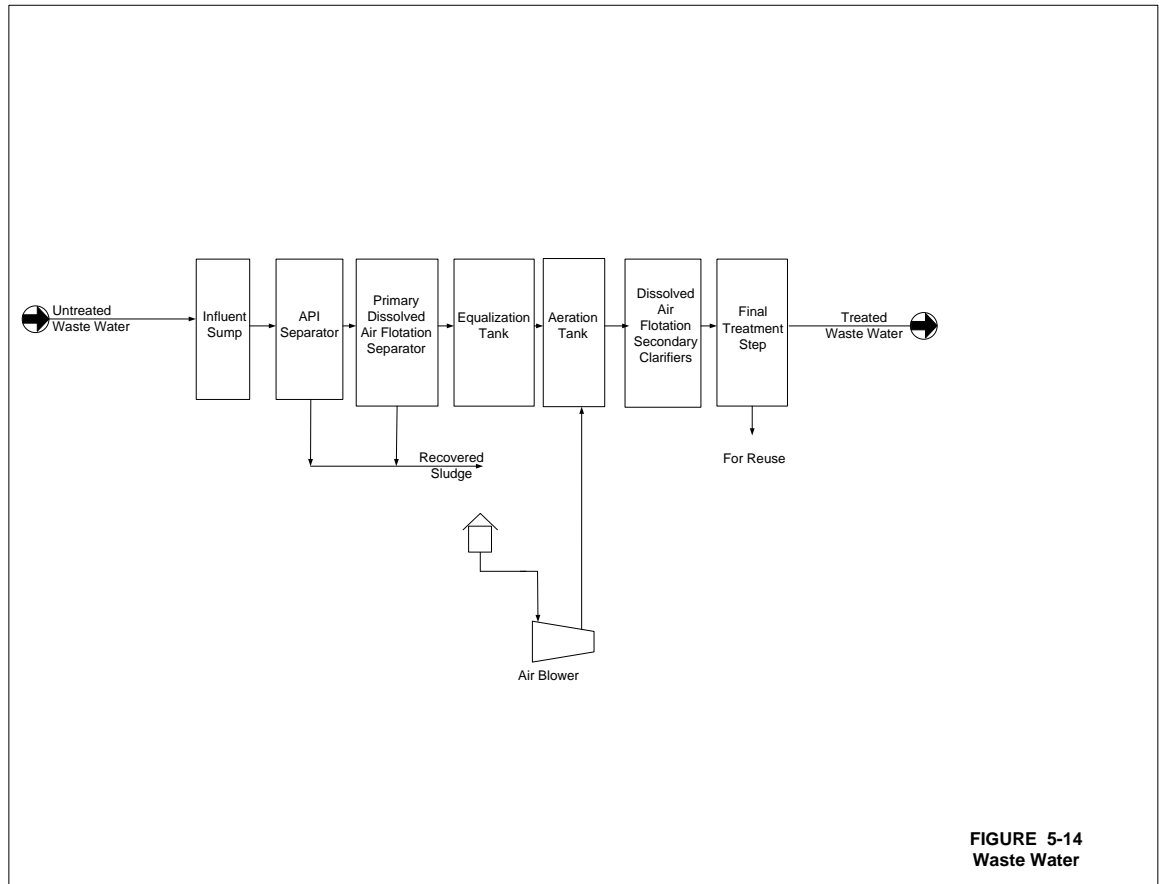 Untreated
Waste Water
Influent
Sump
API
Separator
Primary
Dissolved
Air Flotation
Separator
Equalization
Tank
Aeration
Tank
Dissolved
Air
Flotation
Secondary
Clarifiers
Final
Treatment
Step
Treated
Waste Water
Recovered
Sludge
For Reuse
Air Blower
FIGURE 5-14
Waste Water